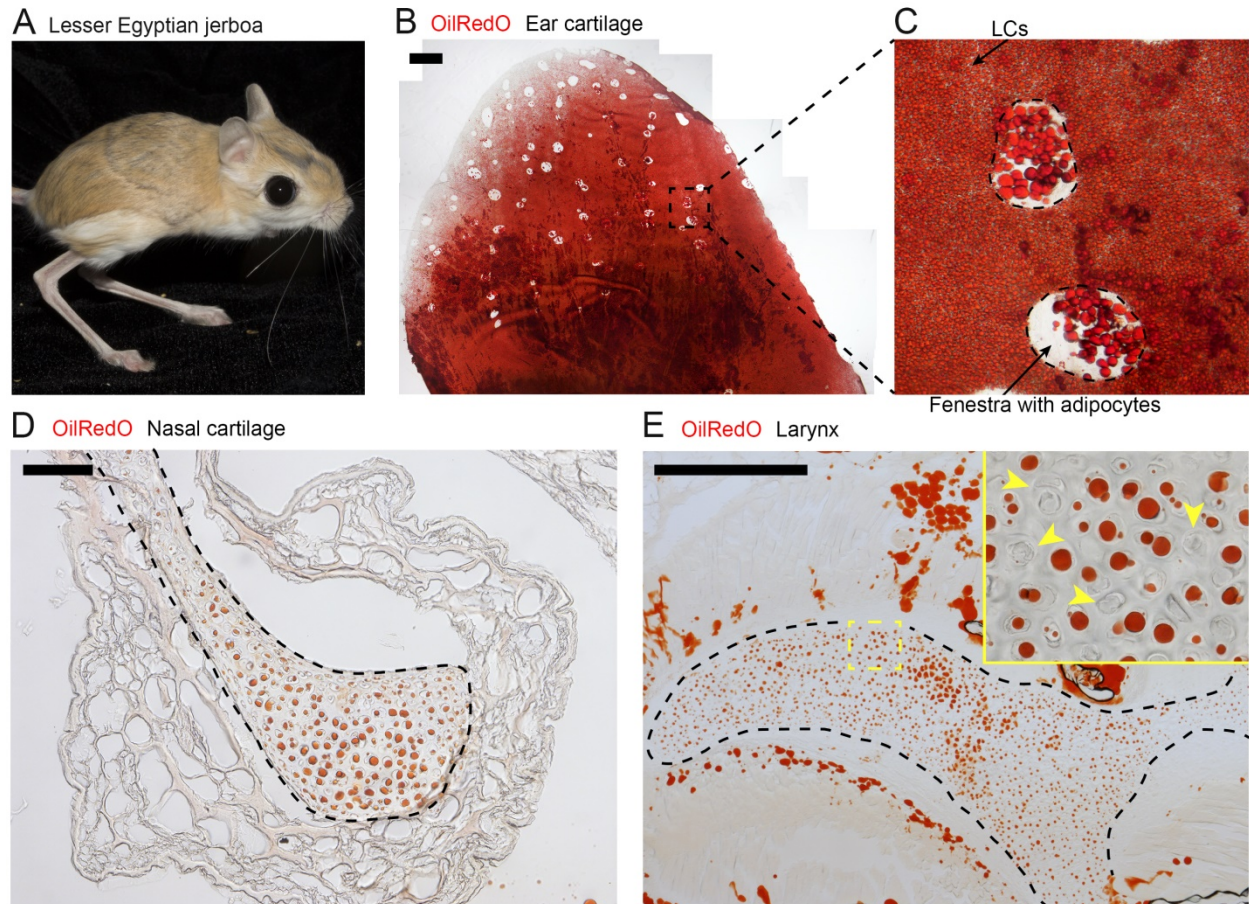 A Lesser Egyptian jerboa
B OilRedO Ear cartilage
C LCs
Fenestra with adipocytes
D OilRedO Nasal cartilage
E OilRedO Larynx